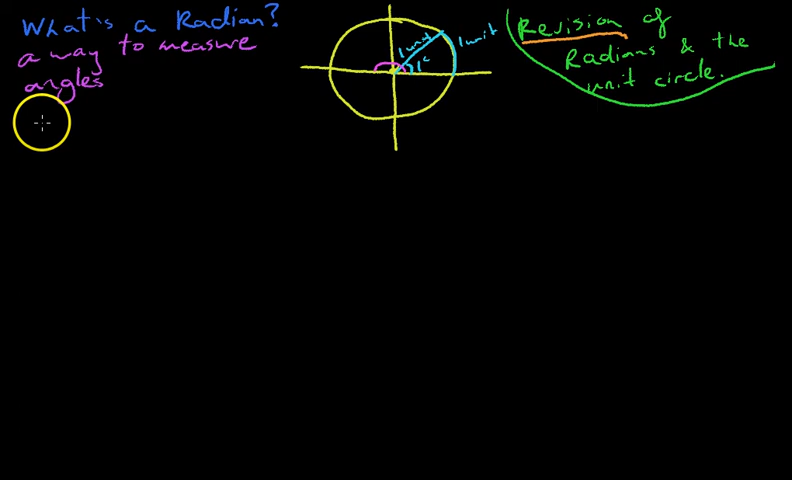 What is a Radian?
a way to measure
angles
1 unit
1 unit
1ᶜ
Revision of
Radians & the
unit circle.